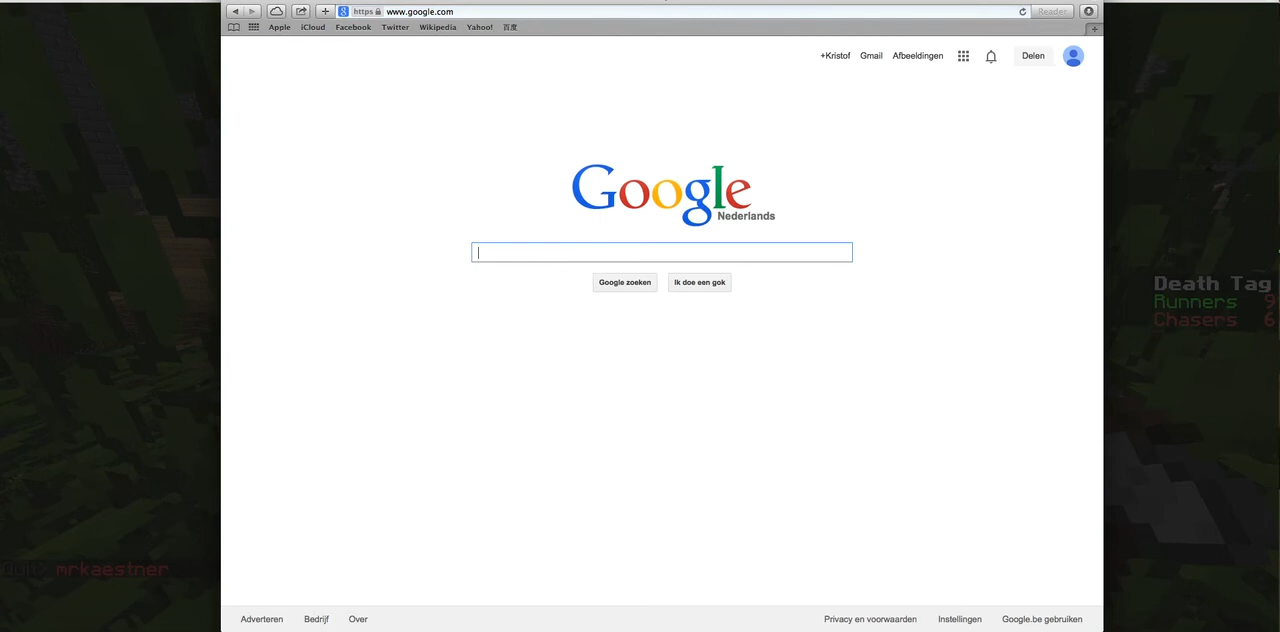 https www.google.com Reader
Apple iCloud Facebook Twitter Wikipedia Yahoo! 百度
+Kristof Gmail Afbeeldingen Delen
Google
Nederlands
Google zoeken Ik doe een gok
Death Tag
Runners 9
Chasers 6
mrkaestner
Adverteren Bedrijf Over Privacy en voorwaarden Instellingen Google.be gebruiken